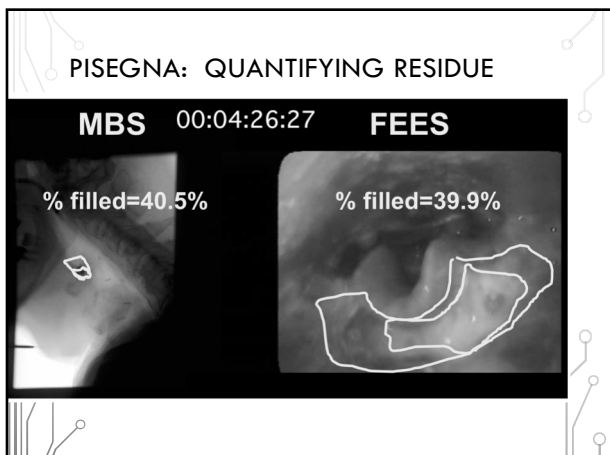 PISEGNA: QUANTIFYING RESIDUE
MBS 00:04:26:27 FEES
% filled=40.5% % filled=39.9%